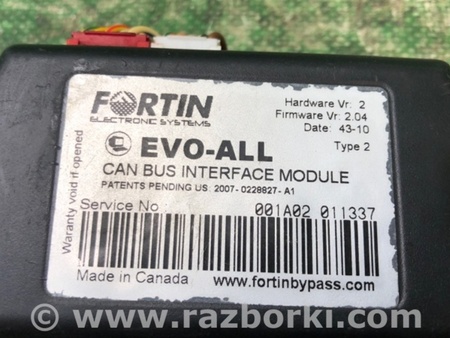 FORTIN
ELECTRONIC SYSTEMS
Hardware Vr: 2
Firmware Vr: 2.04
Date: 43-10
EVO-ALL
Type 2
CAN BUS INTERFACE MODULE
PATENTS PENDING US: 2007-0228827-A1
Service No
001A02 011337
Made in Canada
www.fortinbypass.com
Waranty void if opened
www.razborki.com